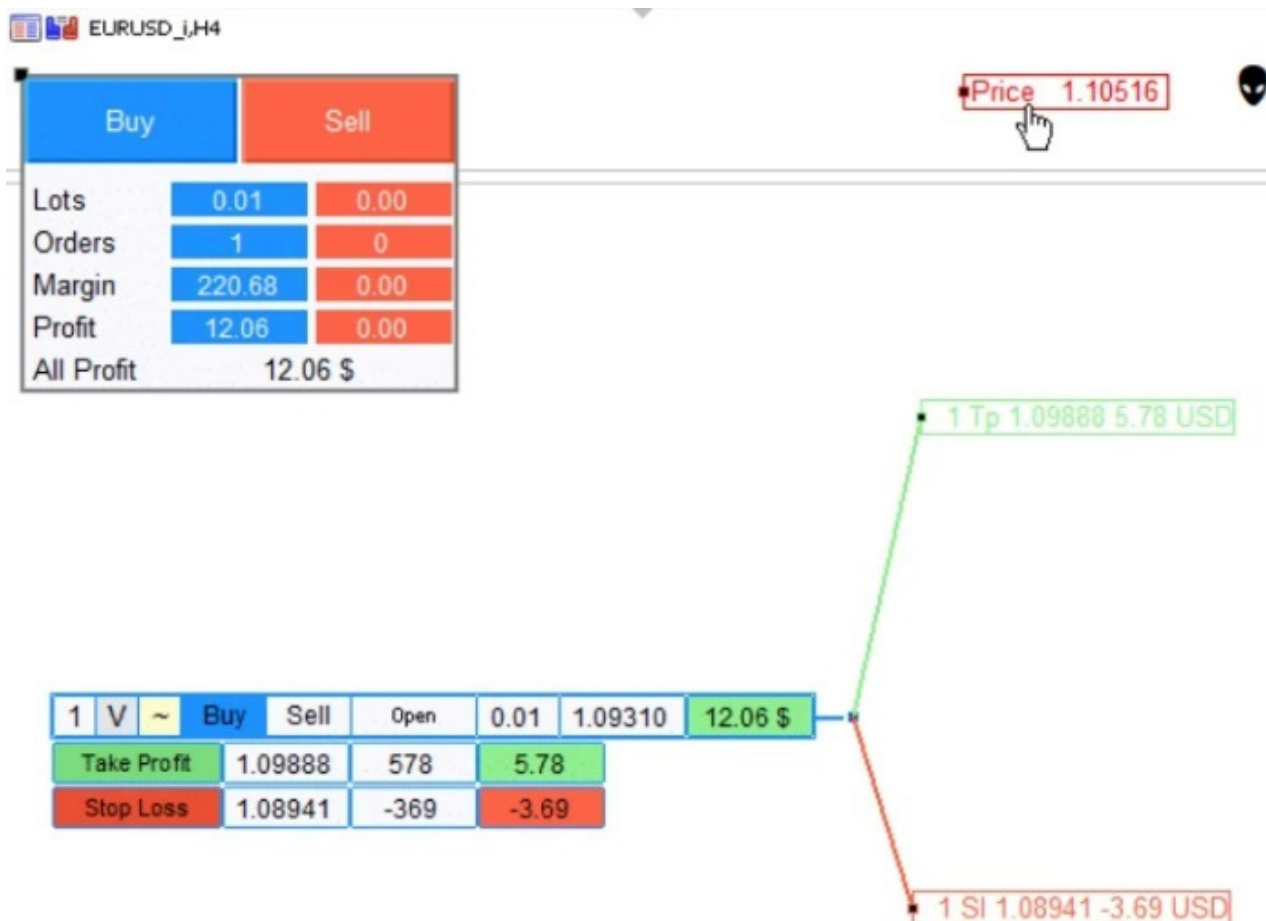 EURUSD_i,H4
Price 1.10516
Buy Sell
Lots 0.01 0.00
Orders 1 0
Margin 220.68 0.00
Profit 12.06 0.00
All Profit 12.06 $
1 Tp 1.09888 5.78 USD
1 V ~ Buy Sell Open 0.01 1.09310 12.06 $
Take Profit 1.09888 578 5.78
Stop Loss 1.08941 -369 -3.69
1 Sl 1.08941 -3.69 USD